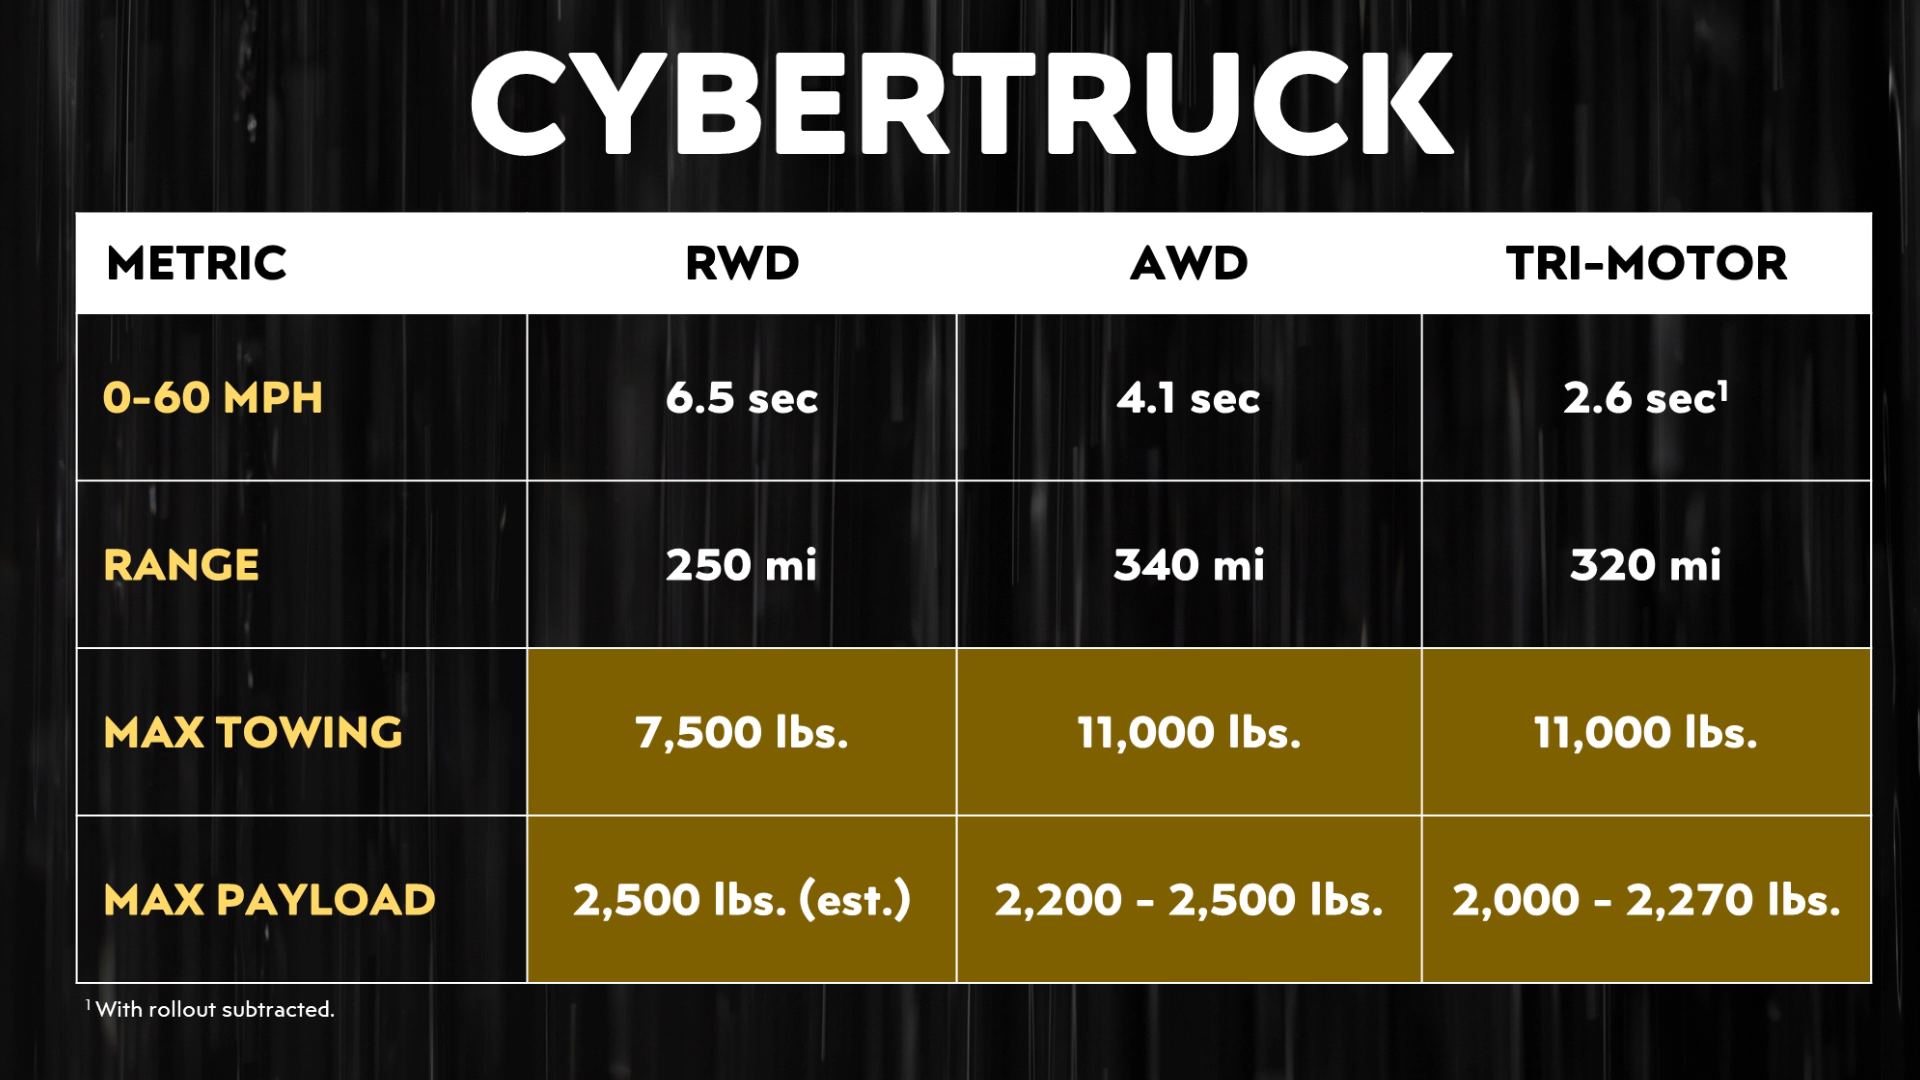 CYBERTRUCK
METRIC RWD AWD TRI-MOTOR
0-60 MPH 6.5 sec 4.1 sec 2.6 sec¹
RANGE 250 mi 340 mi 320 mi
MAX TOWING 7,500 lbs. 11,000 lbs. 11,000 lbs.
MAX PAYLOAD 2,500 lbs. (est.) 2,200 - 2,500 lbs. 2,000 - 2,270 lbs.
¹ With rollout subtracted.